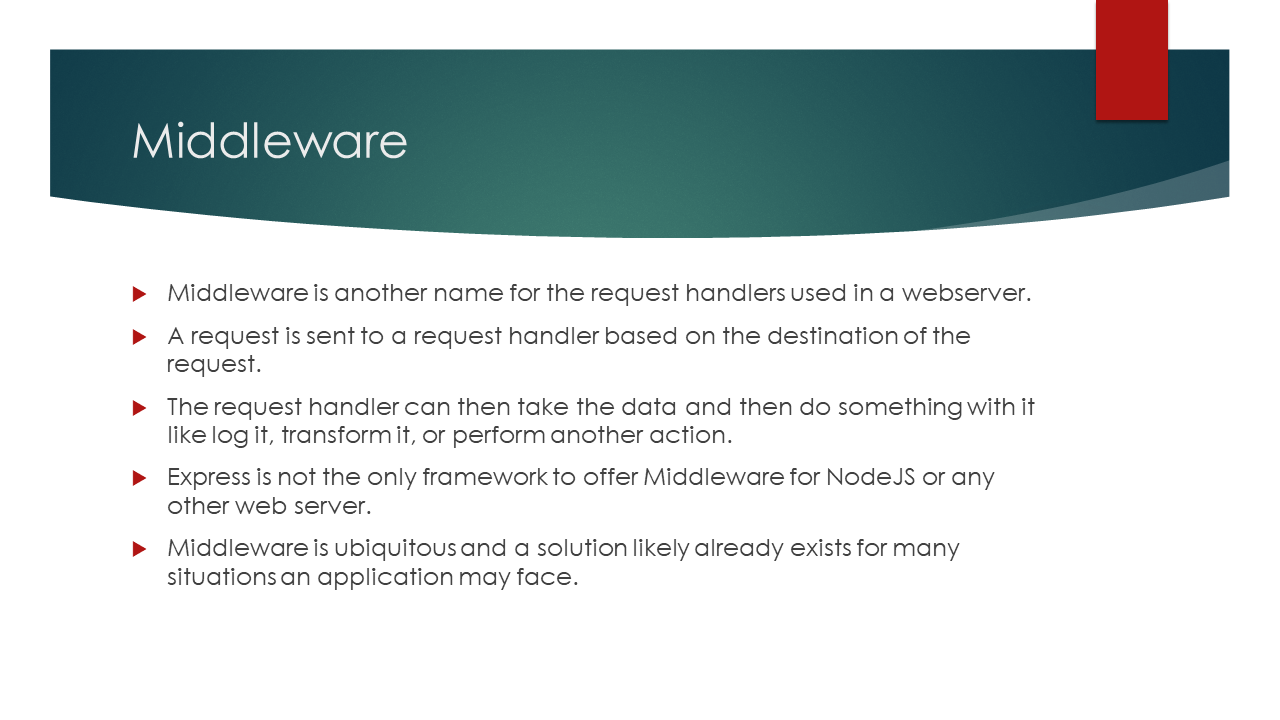 Middleware
Middleware is another name for the request handlers used in a webserver.
A request is sent to a request handler based on the destination of the
request.
The request handler can then take the data and then do something with it
like log it, transform it, or perform another action.
Express is not the only framework to offer Middleware for NodeJS or any
other web server.
Middleware is ubiquitous and a solution likely already exists for many
situations an application may face.